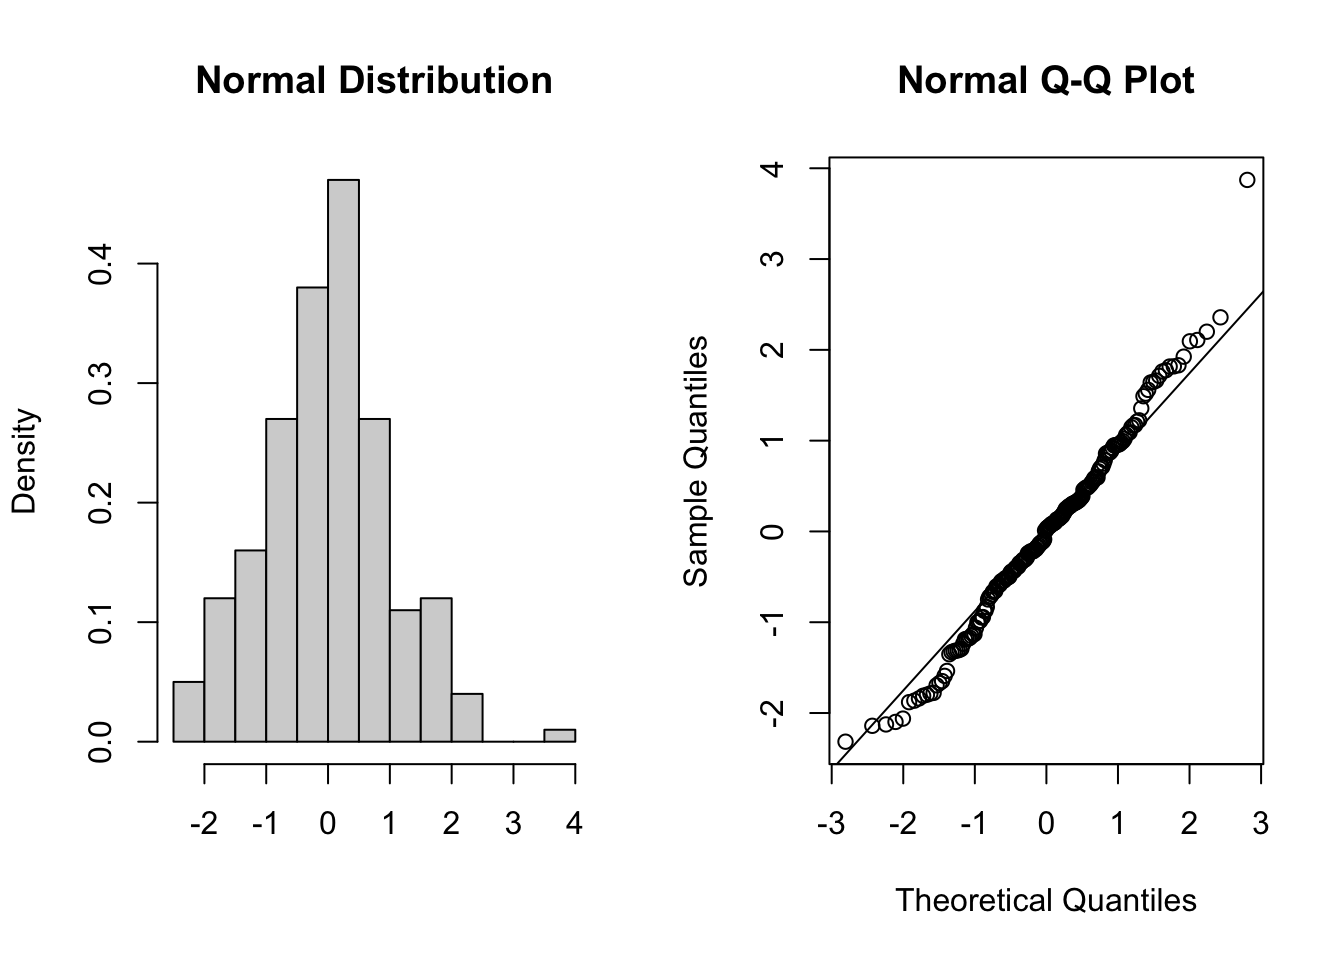 Normal Distribution
Density
0.0 0.1 0.2 0.3 0.4
-2 -1 0 1 2 3 4
Normal Q-Q Plot
Sample Quantiles
-2 -1 0 1 2 3 4
-3 -2 -1 0 1 2 3
Theoretical Quantiles